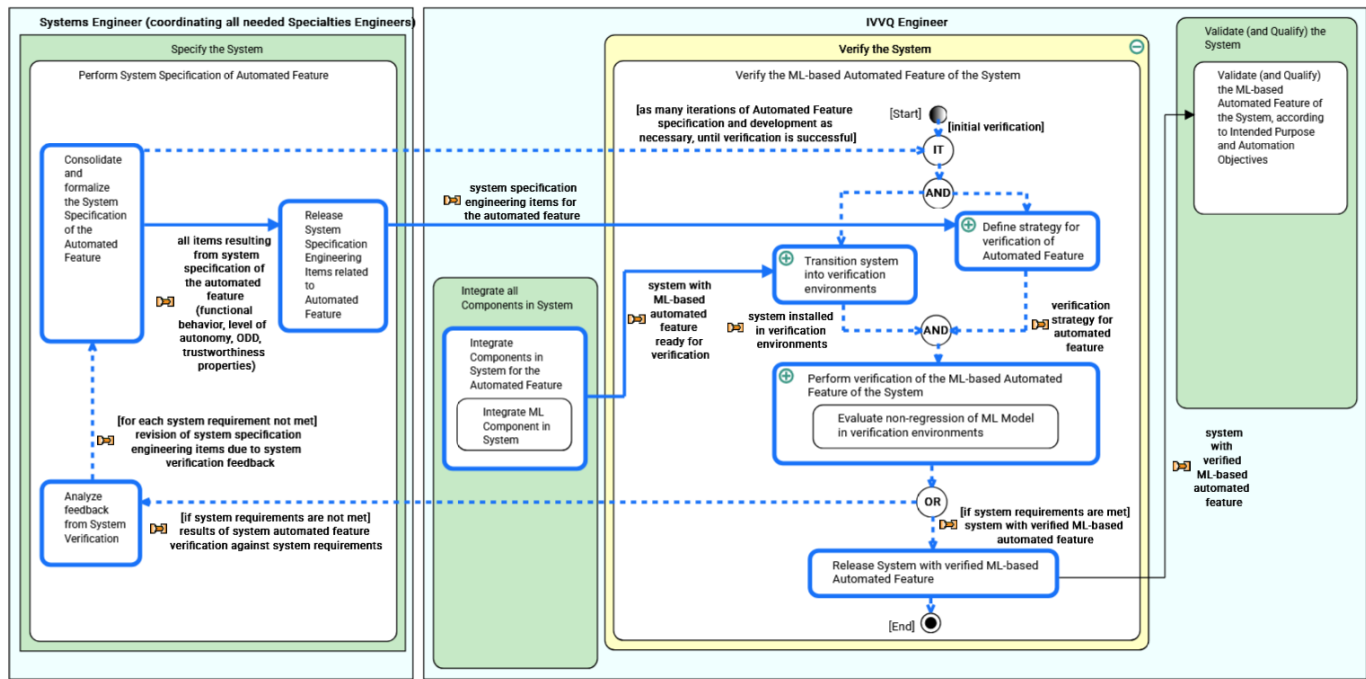 Systems Engineer (coordinating all needed Specialties Engineers)
Specify the System
Perform System Specification of Automated Feature
Consolidate
and
formalize
the System
Specification
of the
Automated
Feature
all items resulting
from system
specification of
the automated
feature
(functional
behavior, level of
autonomy, ODD,
trustworthiness
properties)
Release
System
Specification
Engineering
Items related
to
Automated
Feature
[for each system requirement not met]
revision of system specification
engineering items due to system
verification feedback
Analyze
feedback
from System
Verification
[if system requirements are not met]
results of system automated feature
verification against system requirements
IVVQ Engineer
system specification
engineering items for
the automated feature
Integrate all
Components in System
Integrate
Components in
System for the
Automated Feature
Integrate ML
Component in
System
system with
ML-based
automated
feature
ready for
verification
Verify the System
Verify the ML-based Automated Feature of the System
[as many iterations of Automated Feature
specification and development as
necessary, until verification is successful]
[Start]
[initial verification]
IT
AND
Define strategy for
verification of
Automated Feature
Transition system
into verification
environments
system installed
in verification
environments
AND
verification
strategy for
automated
feature
Perform verification of the ML-based Automated
Feature of the System
Evaluate non-regression of ML Model
in verification environments
OR
[if system requirements are met]
system with verified ML-based
automated feature
Release System with verified ML-based
Automated Feature
[End]
Validate (and Qualify) the
System
Validate (and Qualify)
the ML-based
Automated Feature of
the System, according
to Intended Purpose
and Automation
Objectives
system
with
verified
ML-based
automated
feature